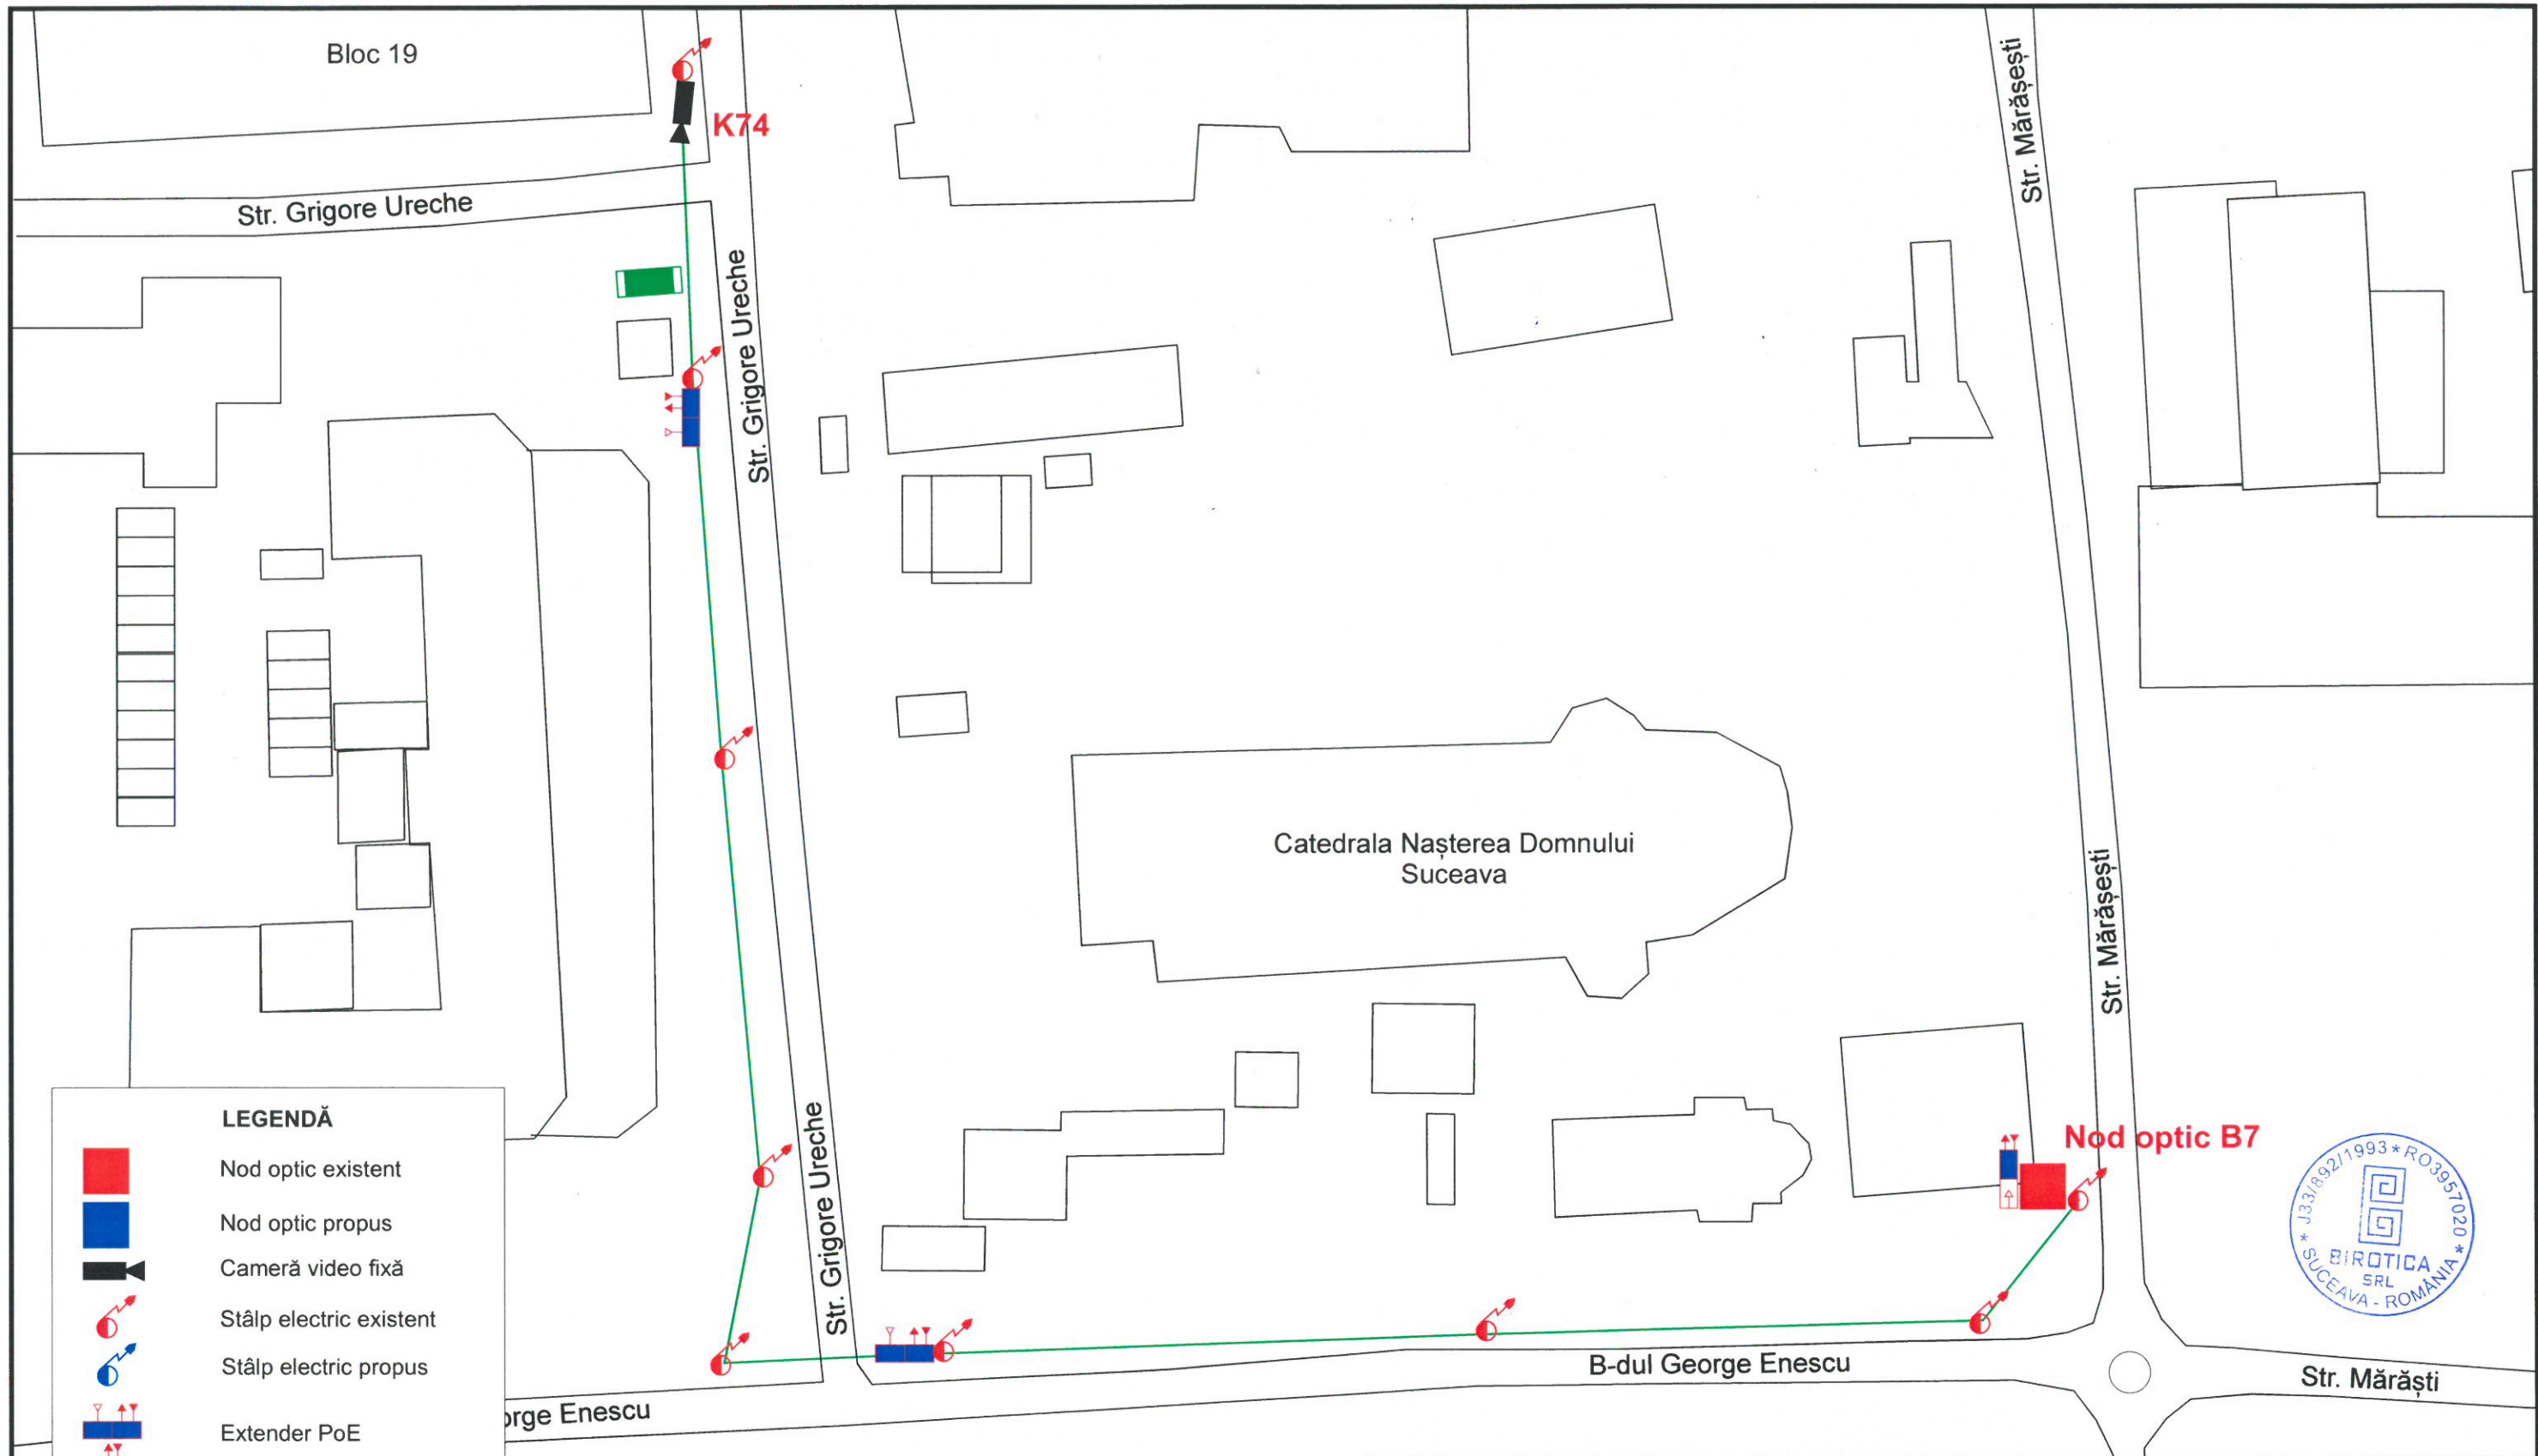 Bloc 19
K74
Str. Grigore Ureche
Str. Grigore Ureche
Str. Mărășești
Catedrala Nașterea Domnului
Suceava
Str. Mărășești
Str. Grigore Ureche
Nod optic B7
LEGENDĂ
Nod optic existent
Nod optic propus
Cameră video fixă
Stâlp electric existent
Stâlp electric propus
Extender PoE
B-dul George Enescu
Str. Mărăști
orge Enescu
* J33/892/1993 * RO3957020 *
BIROTICA
SRL
SUCEAVA - ROMÂNIA